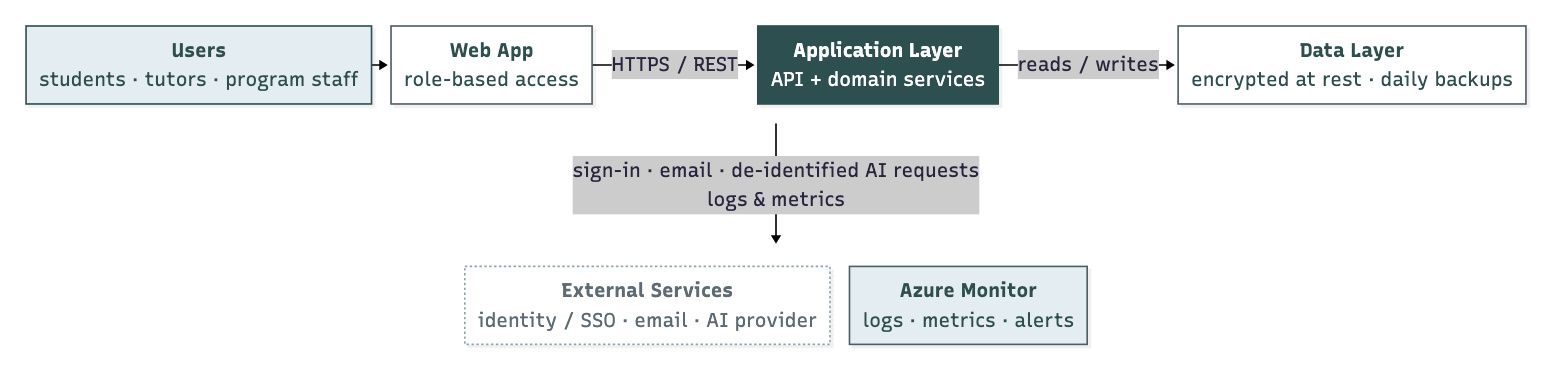 Users
students · tutors · program staff
Web App
role-based access
HTTPS / REST
Application Layer
API + domain services
reads / writes
Data Layer
encrypted at rest · daily backups
sign-in · email · de-identified AI requests
logs & metrics
External Services
identity / SSO · email · AI provider
Azure Monitor
logs · metrics · alerts